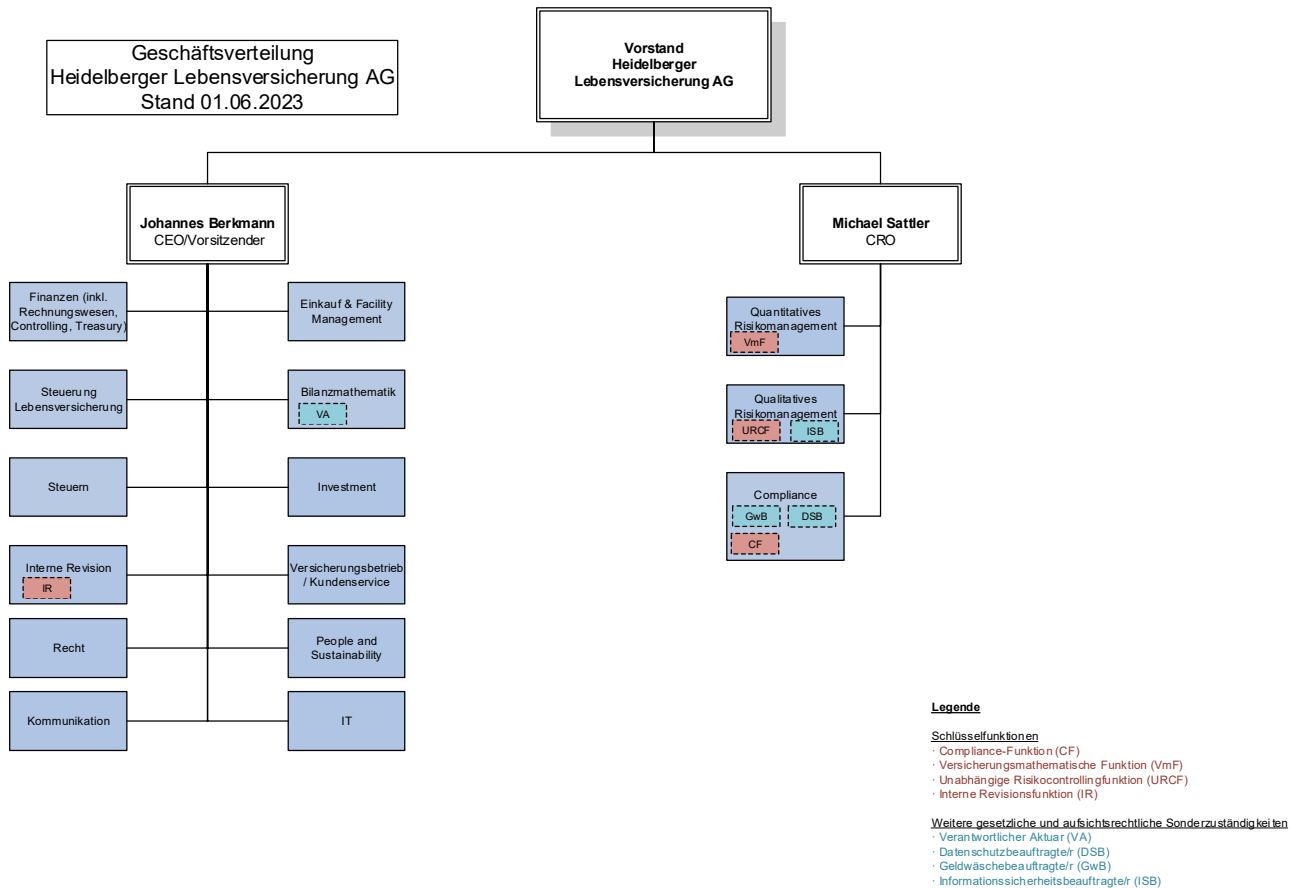 Geschäftsverteilung
Heidelberger Lebensversicherung AG
Stand 01.06.2023
Vorstand
Heidelberger
Lebensversicherung AG
Johannes Berkmann
CEO/Vorsitzender
Michael Sattler
CRO
Finanzen (inkl.
Rechnungswesen,
Controlling, Treasury)
Einkauf & Facility
Management
Steuerung
Lebensversicherung
Bilanzmathematik
VA
Steuern
Investment
Interne Revision
IR
Versicherungsbetrieb
/ Kundenservice
Recht
People and
Sustainability
Kommunikation
IT
Quantitatives
Risikomanagement
VmF
Qualitatives
Risikomanagement
URCF ISB
Compliance
GwB DSB
CF
Legende
Schlüsselfunktionen
· Compliance-Funktion (CF)
· Versicherungsmathematische Funktion (VmF)
· Unabhängige Risikocontrollingfunktion (URCF)
· Interne Revisionsfunktion (IR)
Weitere gesetzliche und aufsichtsrechtliche Sonderzuständigkeiten
· Verantwortlicher Aktuar (VA)
· Datenschutzbeauftragte/r (DSB)
· Geldwäschebeauftragte/r (GwB)
· Informationssicherheitsbeauftragte/r (ISB)